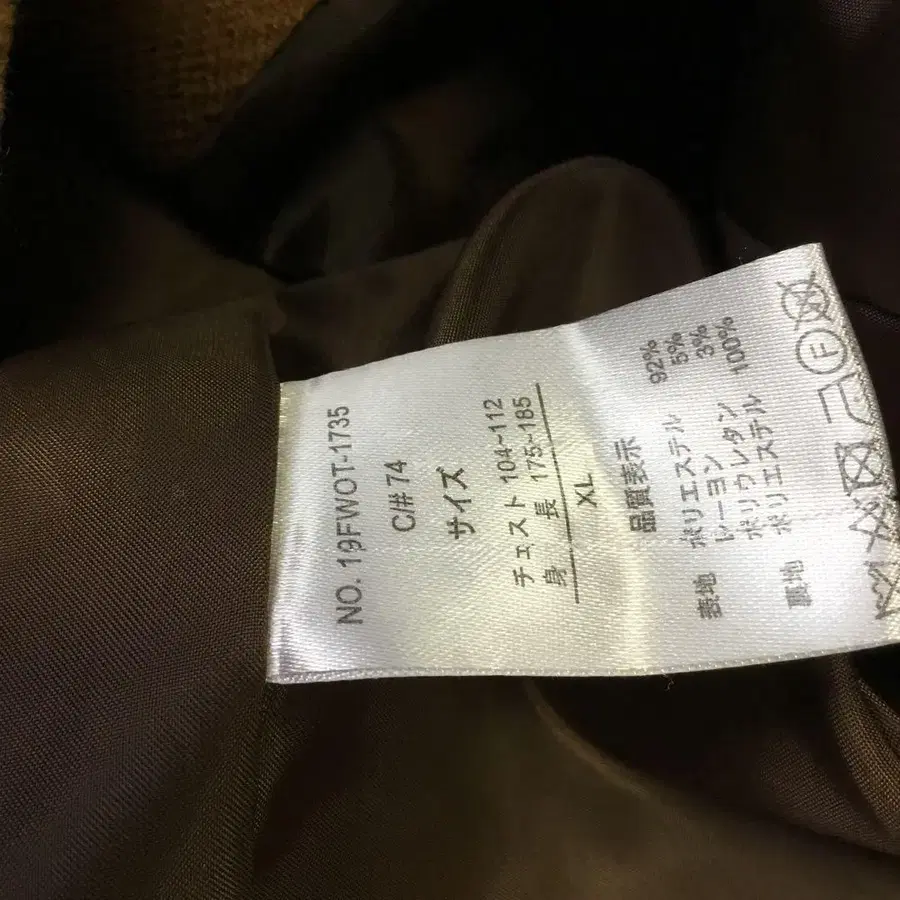 NO. 19FWOT-1735
C/# 74
サイズ
チェスト 104~112
身 長 175~185
XL
品質表示
表地 ポリエステル 92%
レーヨン 5%
ポリウレタン 3%
裏地 ポリエステル 100%
F